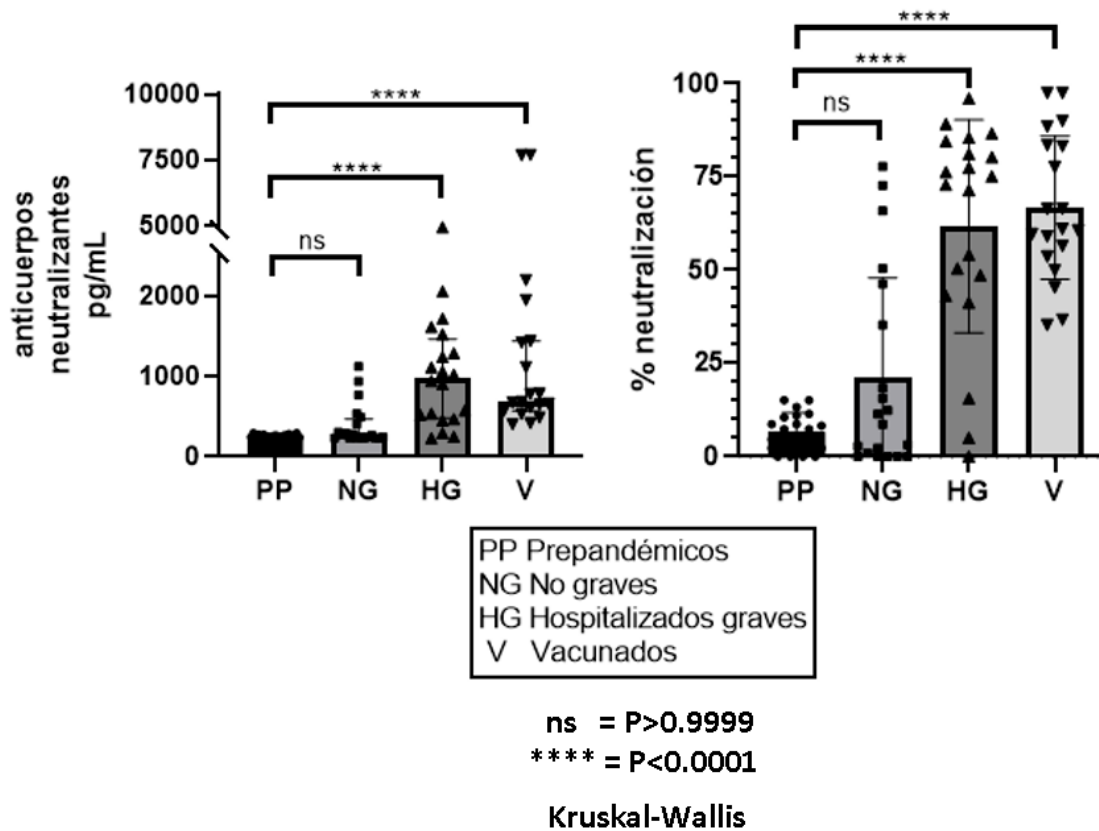 ****
ns
****
anticuerpos
neutralizantes
pg/mL
10000
7500
5000
2000
1000
0
PP NG HG V
****
****
ns
% neutralización
100
75
50
25
0
PP NG HG V
PP Prepandémicos
NG No graves
HG Hospitalizados graves
V Vacunados
ns = P>0.9999
**** = P<0.0001
Kruskal-Wallis